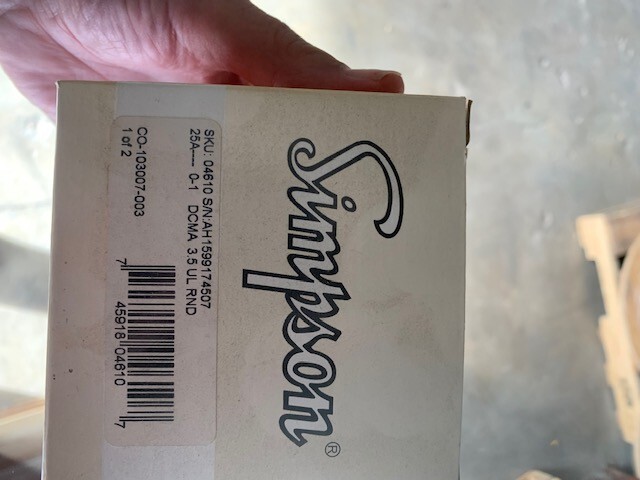 Simpson®
SKU: 04610 S/N:AH1599174507
25A---- 0-1 DCMA 3.5 UL RND
CO-103007-003
1 of 2
7 45918 04610 7